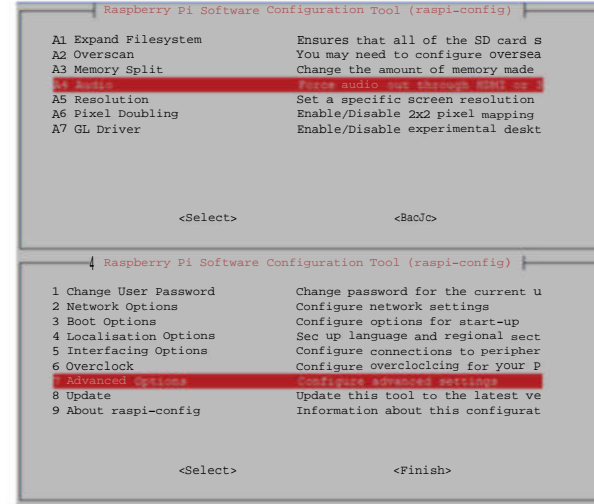 Raspberry Pi Software Configuration Tool (raspi-config)
A1 Expand Filesystem Ensures that all of the SD card s
A2 Overscan You may need to configure oversea
A3 Memory Split Change the amount of memory made
A4 Audio Force audio out through HDMI or 3
A5 Resolution Set a specific screen resolution
A6 Pixel Doubling Enable/Disable 2x2 pixel mapping
A7 GL Driver Enable/Disable experimental deskt
<Select> <BacJc>
4 Raspberry Pi Software Configuration Tool (raspi-config)
1 Change User Password Change password for the current u
2 Network Options Configure network settings
3 Boot Options Configure options for start-up
4 Localisation Options Sec up language and regional sect
5 Interfacing Options Configure connections to peripher
6 Overclock Configure overcloclcing for your P
7 Advanced Options Configure advanced settings
8 Update Update this tool to the latest ve
9 About raspi-config Information about this configurat
<Select> <Finish>